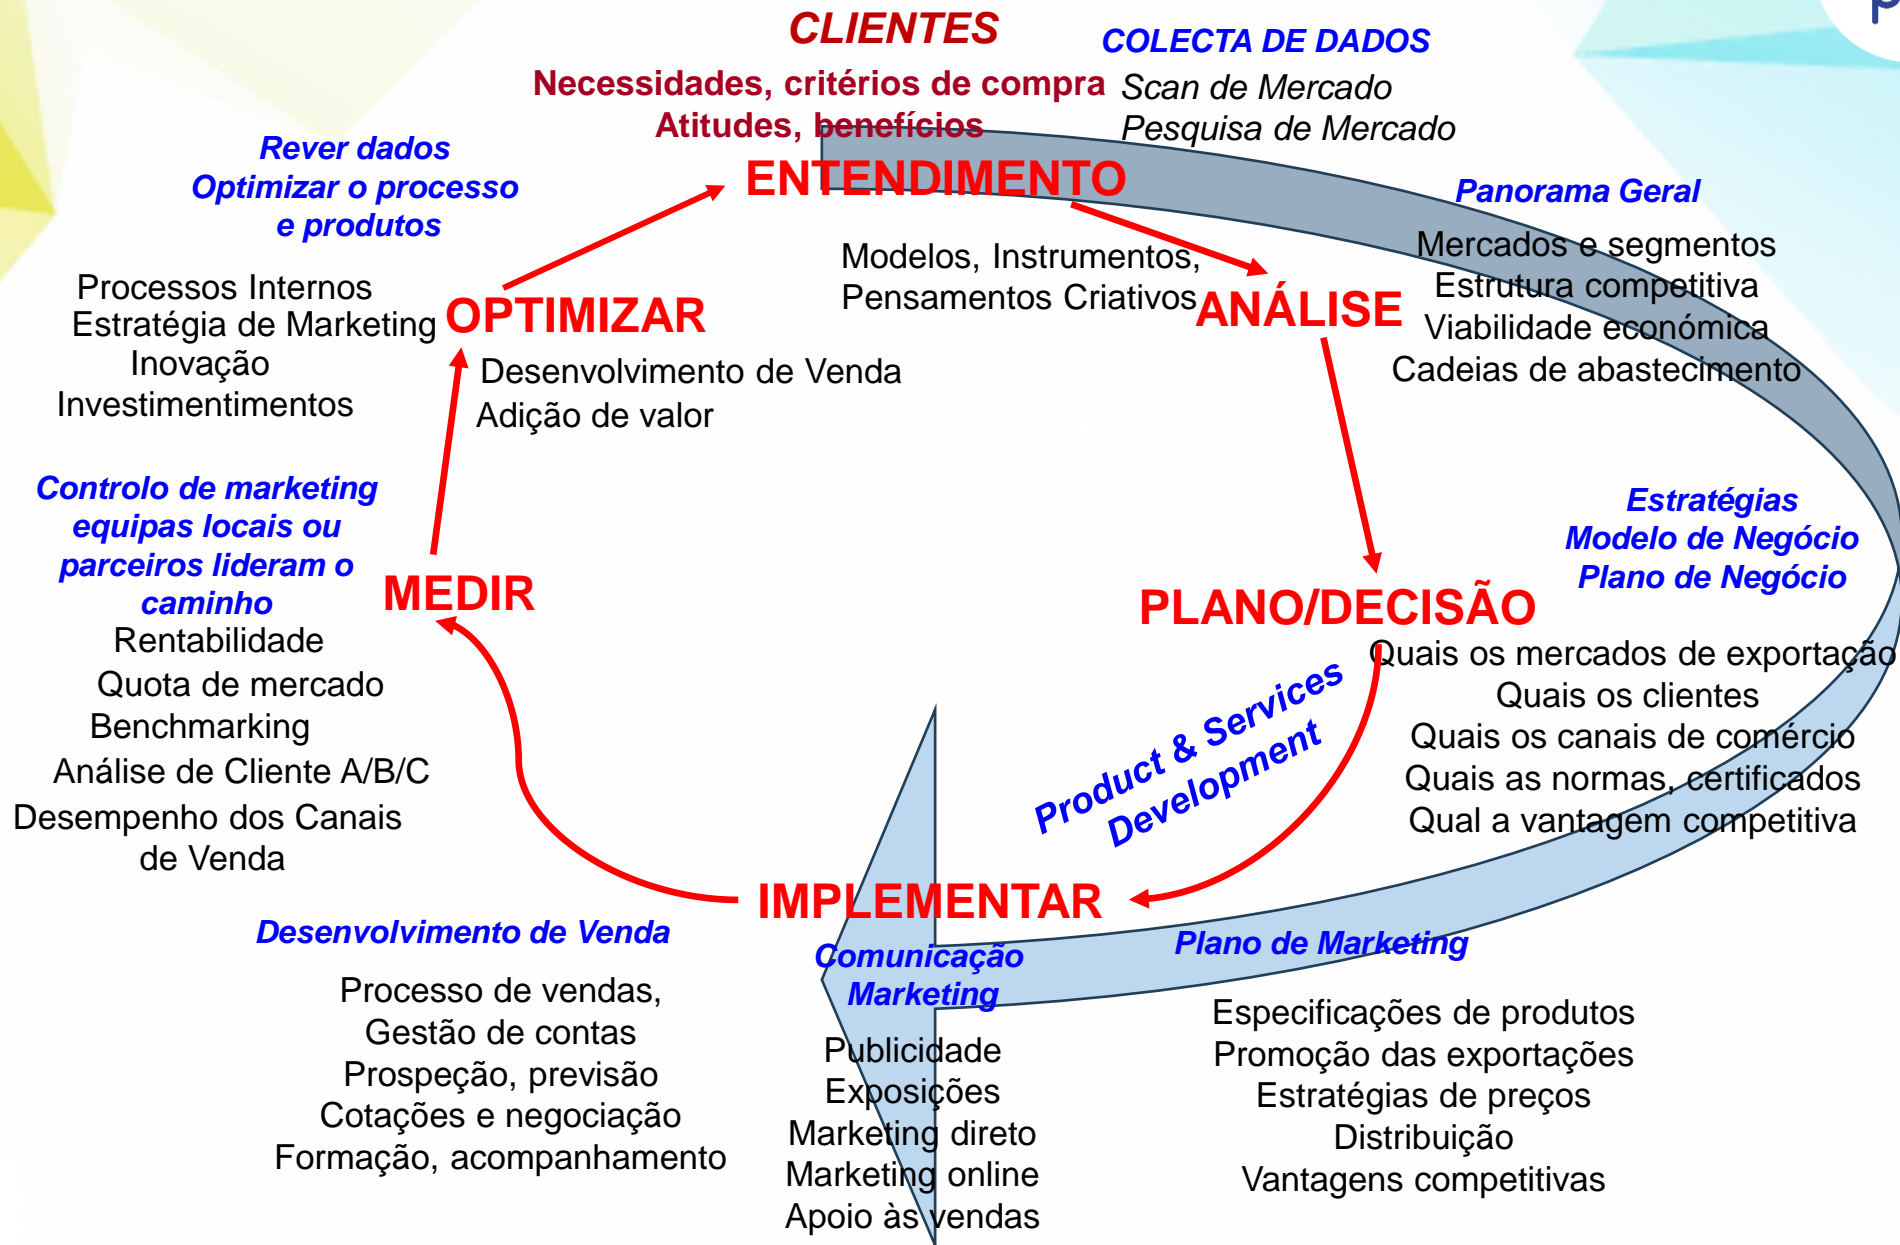 CLIENTES
Necessidades, critérios de compra
Atitudes, benefícios
COLECTA DE DADOS
Scan de Mercado
Pesquisa de Mercado
ENTENDIMENTO
Modelos, Instrumentos,
Pensamentos Criativos
ANÁLISE
Panorama Geral
Mercados e segmentos
Estrutura competitiva
Viabilidade económica
Cadeias de abastecimento
PLANO/DECISÃO
Estratégias
Modelo de Negócio
Plano de Negócio
Quais os mercados de exportação
Quais os clientes
Quais os canais de comércio
Quais as normas, certificados
Qual a vantagem competitiva
Product & Services
Development
IMPLEMENTAR
Plano de Marketing
Especificações de produtos
Promoção das exportações
Estratégias de preços
Distribuição
Vantagens competitivas
Comunicação
Marketing
Publicidade
Exposições
Marketing direto
Marketing online
Apoio às vendas
Desenvolvimento de Venda
Processo de vendas,
Gestão de contas
Prospeção, previsão
Cotações e negociação
Formação, acompanhamento
MEDIR
Controlo de marketing
equipas locais ou
parceiros lideram o
caminho
Rentabilidade
Quota de mercado
Benchmarking
Análise de Cliente A/B/C
Desempenho dos Canais
de Venda
OPTIMIZAR
Desenvolvimento de Venda
Adição de valor
Rever dados
Optimizar o processo
e produtos
Processos Internos
Estratégia de Marketing
Inovação
Investimentimentos